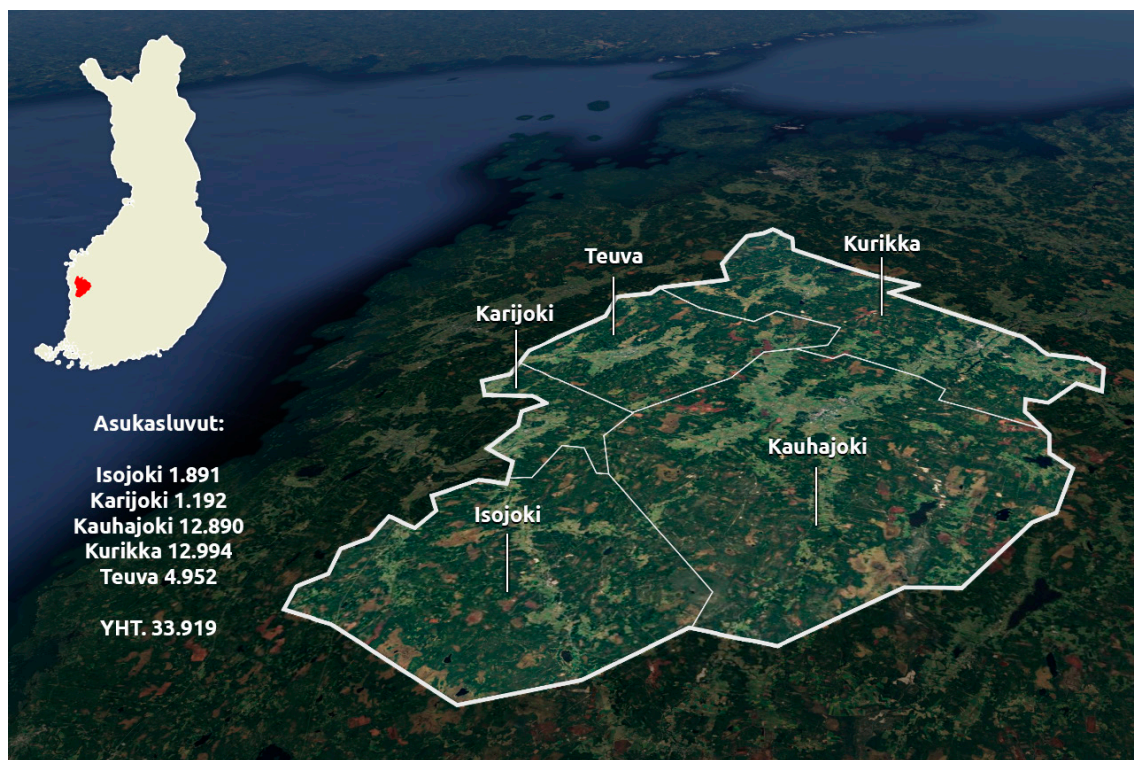 Teuva
Kurikka
Karijoki
Kauhajoki
Isojoki
Asukasluvut:
Isojoki 1.891
Karijoki 1.192
Kauhajoki 12.890
Kurikka 12.994
Teuva 4.952
YHT. 33.919